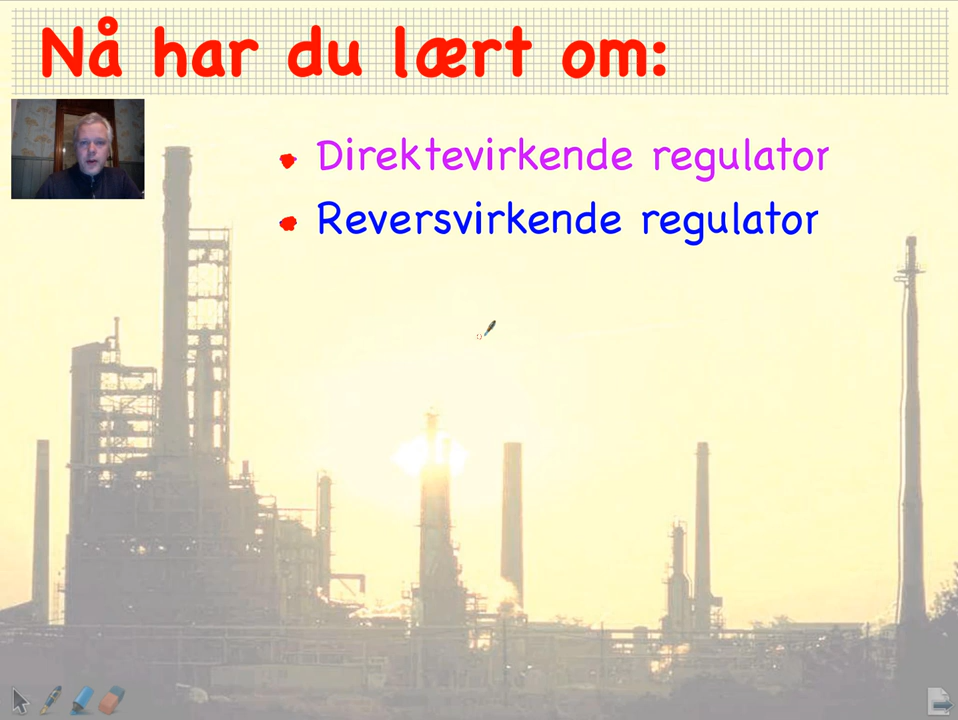 Nå har du lært om:
Direktevirkende regulator
Reversvirkende regulator